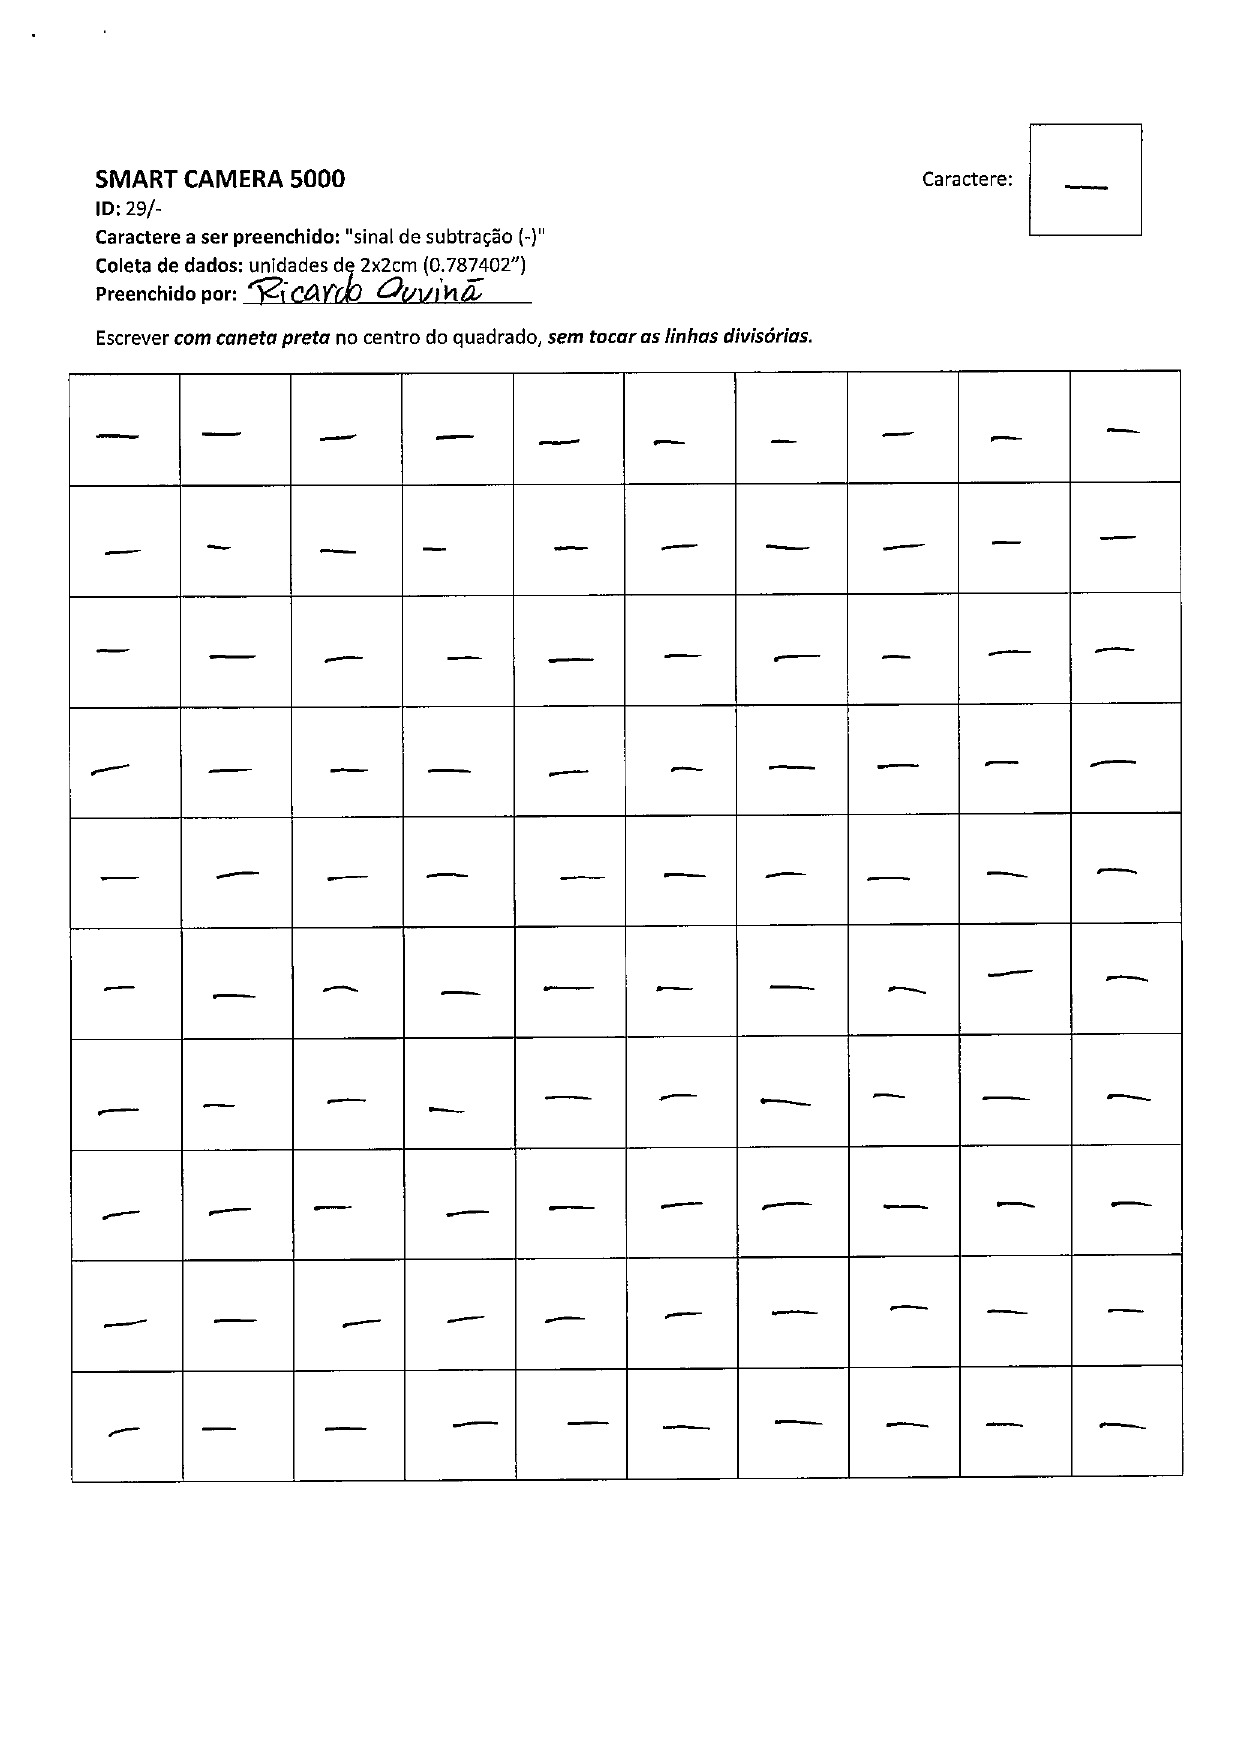 SMART CAMERA 5000
Caractere: —
ID: 29/-
Caractere a ser preenchido: "sinal de subtração (-)"
Coleta de dados: unidades de 2x2cm (0.787402")
Preenchido por: Ricardo
Escrever com caneta preta no centro do quadrado, sem tocar as linhas divisórias.
— — — — — — — — — —
— — — — — — — — — —
— — — — — — — — — —
— — — — — — — — — —
— — — — — — — — — —
— — — — — — — — — —
— — — — — — — — — —
— — — — — — — — — —
— — — — — — — — — —
— — — — — — — — — —